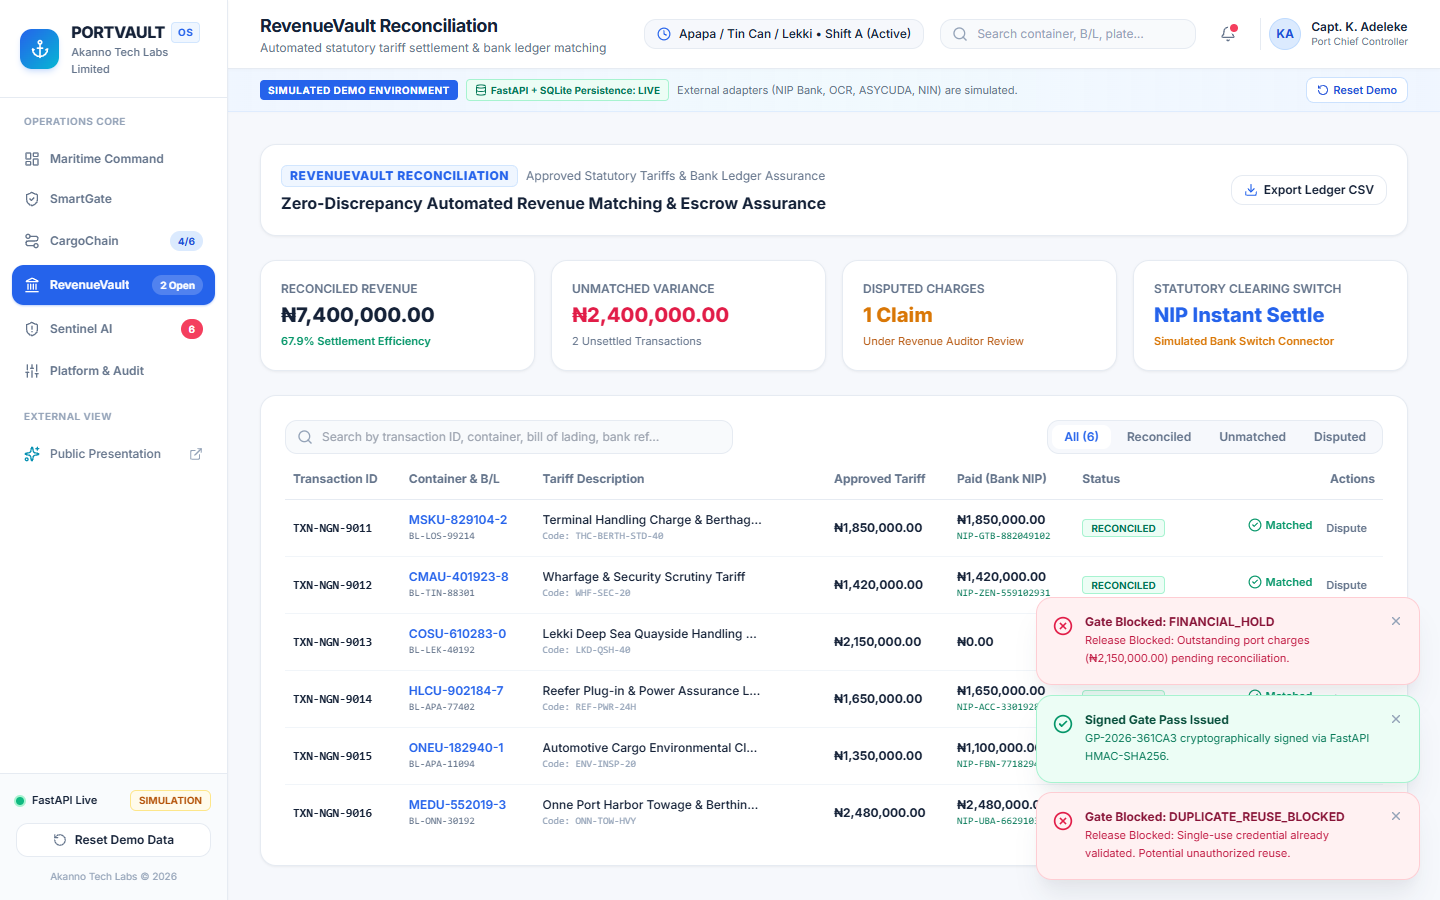 PORTVAULT OS
Akanno Tech Labs
Limited
OPERATIONS CORE
Maritime Command
SmartGate
CargoChain 4/6
RevenueVault 2 Open
Sentinel AI 6
Platform & Audit
EXTERNAL VIEW
Public Presentation
FastAPI Live SIMULATION
Reset Demo Data
Akanno Tech Labs © 2026
RevenueVault Reconciliation
Automated statutory tariff settlement & bank ledger matching
Apapa / Tin Can / Lekki • Shift A (Active)
Search container, B/L, plate...
KA
Capt. K. Adeleke
Port Chief Controller
SIMULATED DEMO ENVIRONMENT FastAPI + SQLite Persistence: LIVE External adapters (NIP Bank, OCR, ASYCUDA, NIN) are simulated. Reset Demo
REVENUEVAULT RECONCILIATION Approved Statutory Tariffs & Bank Ledger Assurance
Zero-Discrepancy Automated Revenue Matching & Escrow Assurance
Export Ledger CSV
RECONCILED REVENUE
₦7,400,000.00
67.9% Settlement Efficiency
UNMATCHED VARIANCE
₦2,400,000.00
2 Unsettled Transactions
DISPUTED CHARGES
1 Claim
Under Revenue Auditor Review
STATUTORY CLEARING SWITCH
NIP Instant Settle
Simulated Bank Switch Connector
Search by transaction ID, container, bill of lading, bank ref...
All (6) Reconciled Unmatched Disputed
Transaction ID Container & B/L Tariff Description Approved Tariff Paid (Bank NIP) Status Actions
TXN-NGN-9011 MSKU-829104-2 Terminal Handling Charge & Berthag... ₦1,850,000.00 ₦1,850,000.00 RECONCILED Matched Dispute
BL-LOS-99214 Code: THC-BERTH-STD-40 NIP-GTB-882049102
TXN-NGN-9012 CMAU-401923-8 Wharfage & Security Scrutiny Tariff ₦1,420,000.00 ₦1,420,000.00 RECONCILED Matched Dispute
BL-TIN-88301 Code: WHF-SEC-20 NIP-ZEN-559102931
TXN-NGN-9013 COSU-610283-0 Lekki Deep Sea Quayside Handling ... ₦2,150,000.00 ₦0.00
BL-LEK-40192 Code: LKD-QSH-40
TXN-NGN-9014 HLCU-902184-7 Reefer Plug-in & Power Assurance L... ₦1,650,000.00 ₦1,650,000.00 Matched
BL-APA-77402 Code: REF-PWR-24H NIP-ACC-3301928
TXN-NGN-9015 ONEU-182940-1 Automotive Cargo Environmental Cl... ₦1,350,000.00 ₦1,100,000.0
BL-APA-11094 Code: ENV-INSP-20 NIP-FBN-7718294
TXN-NGN-9016 MEDU-552019-3 Onne Port Harbor Towage & Berthin... ₦2,480,000.00 ₦2,480,000.0
BL-ONN-30192 Code: ONN-TOW-HVY NIP-UBA-662910
Gate Blocked: FINANCIAL_HOLD
Release Blocked: Outstanding port charges
(₦2,150,000.00) pending reconciliation.
Signed Gate Pass Issued
GP-2026-361CA3 cryptographically signed via FastAPI
HMAC-SHA256.
Gate Blocked: DUPLICATE_REUSE_BLOCKED
Release Blocked: Single-use credential already
validated. Potential unauthorized reuse.